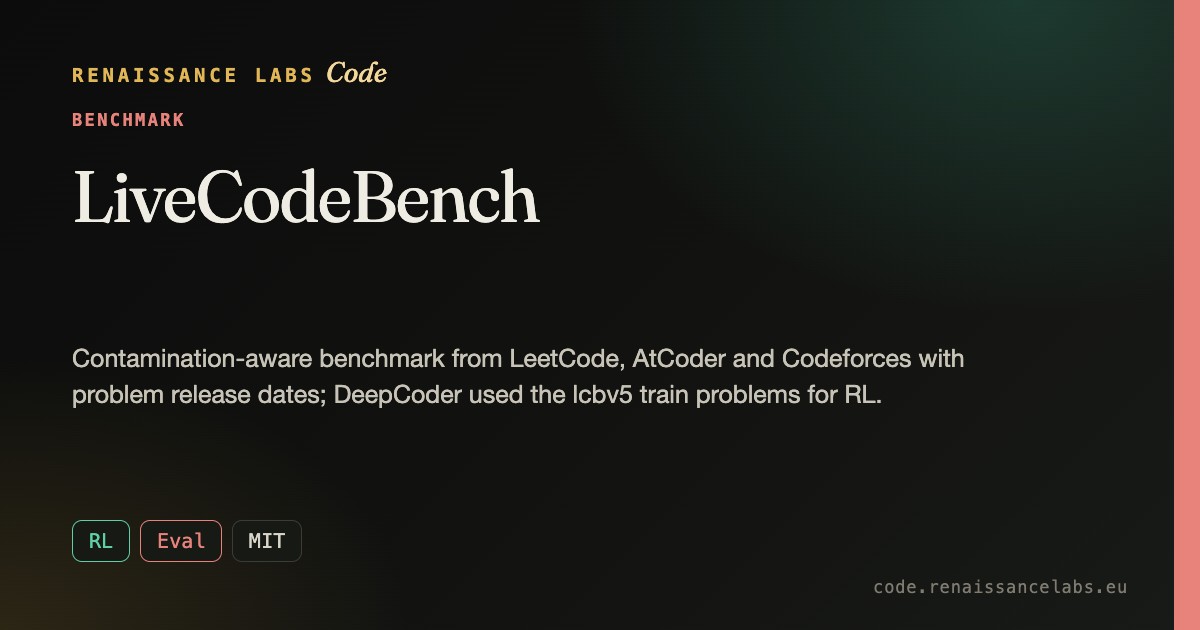 RENAISSANCE LABS Code
BENCHMARK
LiveCodeBench
Contamination-aware benchmark from LeetCode, AtCoder and Codeforces with
problem release dates; DeepCoder used the lcbv5 train problems for RL.
RL Eval MIT
code.renaissancelabs.eu